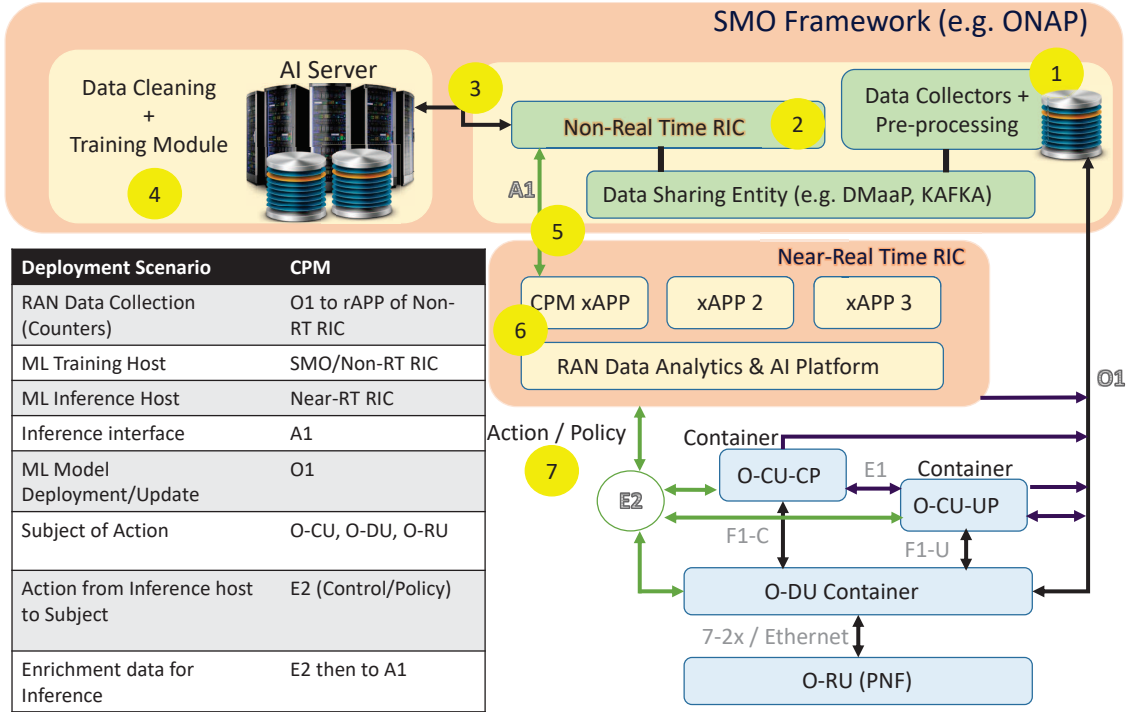 SMO Framework (e.g. ONAP)
AI Server
Data Cleaning
+
Training Module
4
3
Non-Real Time RIC
2
Data Collectors +
Pre-processing
1
Data Sharing Entity (e.g. DMaaP, KAFKA)
A1
5
Near-Real Time RIC
CPM xAPP
xAPP 2
xAPP 3
6
RAN Data Analytics & AI Platform
O1
Action / Policy
7
E2
Container
O-CU-CP
E1
Container
O-CU-UP
F1-C
F1-U
O-DU Container
7-2x / Ethernet
O-RU (PNF)
Deployment Scenario CPM
RAN Data Collection O1 to rAPP of Non-
(Counters) RT RIC
ML Training Host SMO/Non-RT RIC
ML Inference Host Near-RT RIC
Inference interface A1
ML Model O1
Deployment/Update
Subject of Action O-CU, O-DU, O-RU
Action from Inference host E2 (Control/Policy)
to Subject
Enrichment data for E2 then to A1
Inference